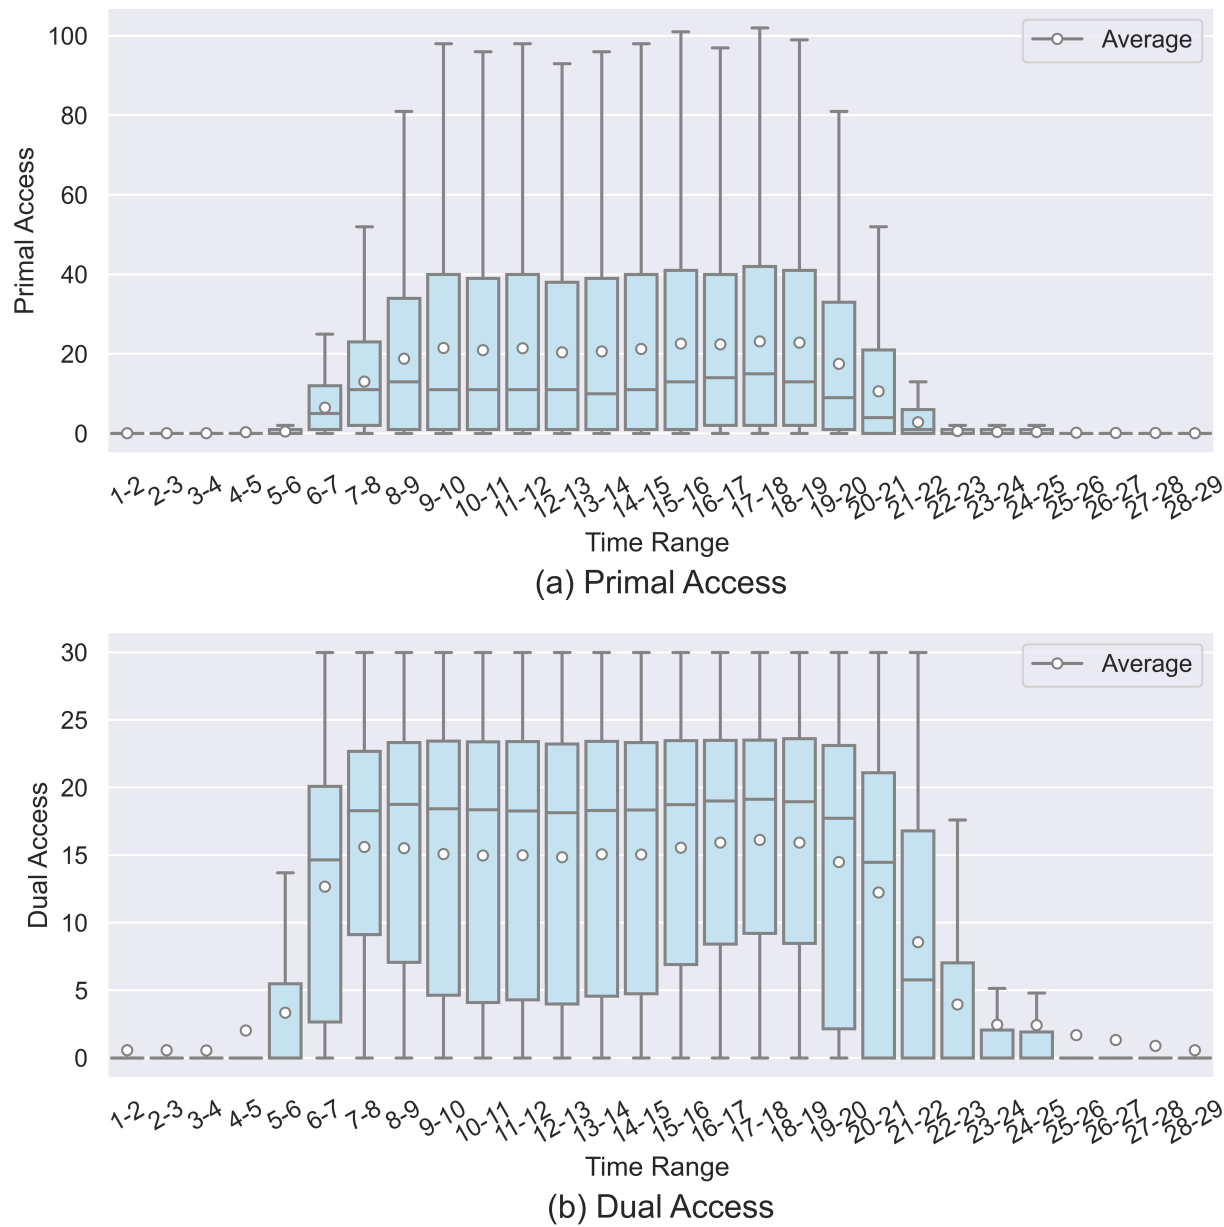 Average
100
80
60
40
20
0
Primal Access
1-2 2-3 3-4 4-5 5-6 6-7 7-8 8-9 9-10 10-11 11-12 12-13 13-14 14-15 15-16 16-17 17-18 18-19 19-20 20-21 21-22 22-23 23-24 24-25 25-26 26-27 27-28 28-29
Time Range
(a) Primal Access
Average
30
25
20
15
10
5
0
Dual Access
1-2 2-3 3-4 4-5 5-6 6-7 7-8 8-9 9-10 10-11 11-12 12-13 13-14 14-15 15-16 16-17 17-18 18-19 19-20 20-21 21-22 22-23 23-24 24-25 25-26 26-27 27-28 28-29
Time Range
(b) Dual Access